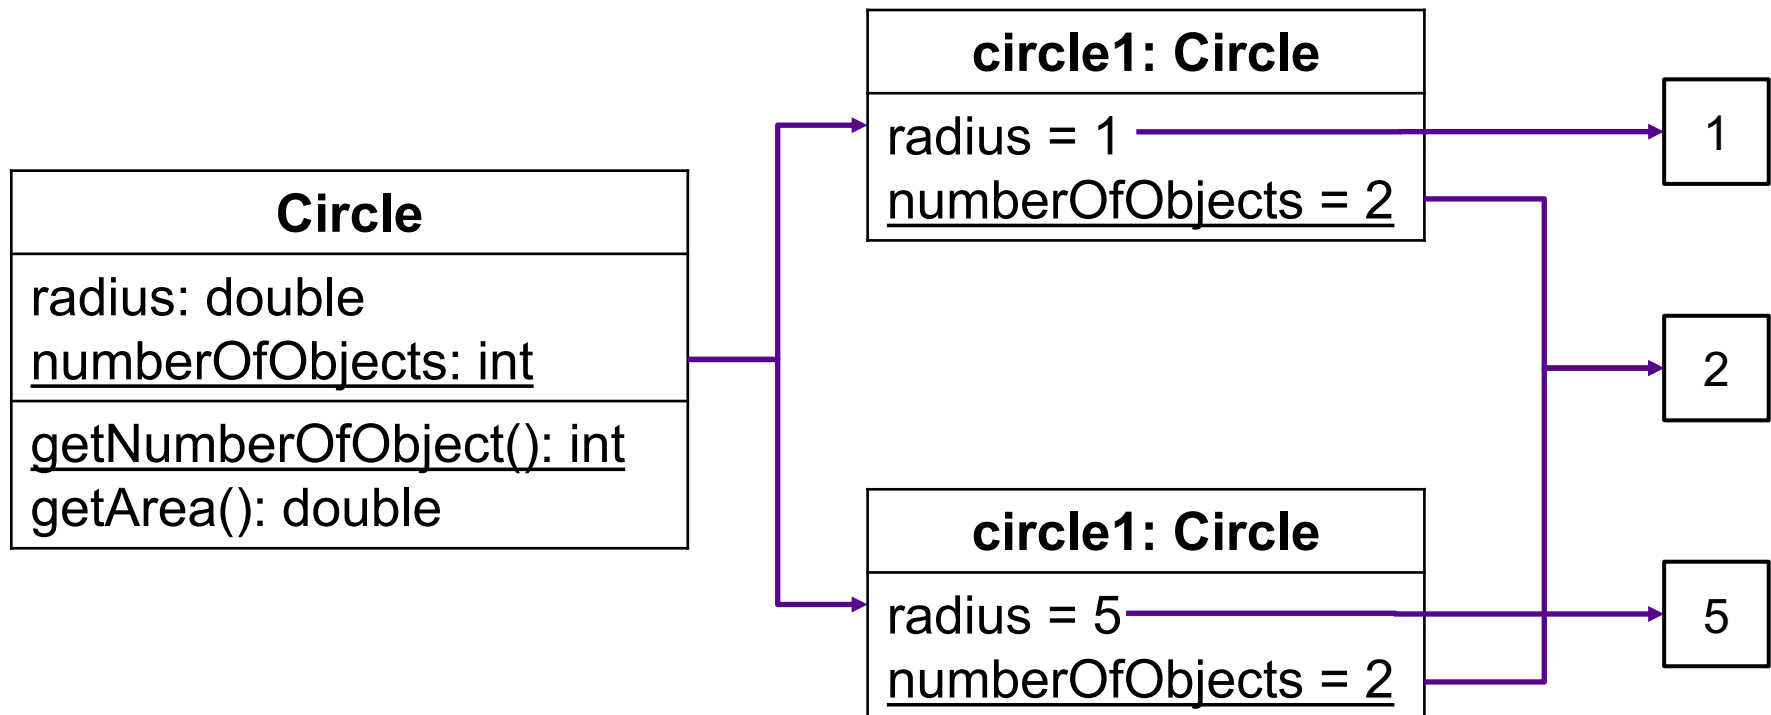 Circle
radius: double
numberOfObjects: int
getNumberOfObject(): int
getArea(): double
circle1: Circle
radius = 1
numberOfObjects = 2
circle1: Circle
radius = 5
numberOfObjects = 2
1
2
5